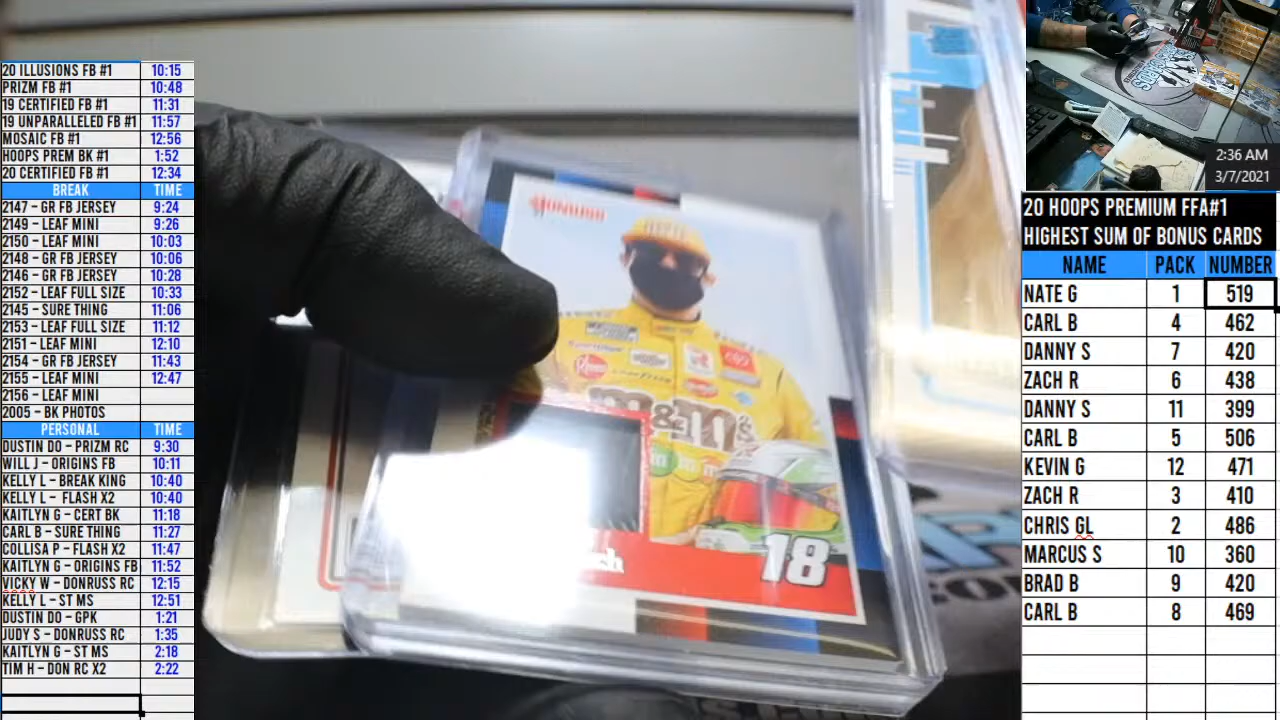 20 ILLUSIONS FB #1 10:15
PRIZM FB #1 10:48
19 CERTIFIED FB #1 11:31
19 UNPARALLELED FB #1 11:57
MOSAIC FB #1 12:56
HOOPS PREM BK #1 1:52
20 CERTIFIED FB #1 12:34
BREAK TIME
2147 – GR FB JERSEY 9:24
2149 – LEAF MINI 9:26
2150 – LEAF MINI 10:03
2148 – GR FB JERSEY 10:06
2146 – GR FB JERSEY 10:28
2152 – LEAF FULL SIZE 10:33
2145 – SURE THING 11:06
2153 – LEAF FULL SIZE 11:12
2151 – LEAF MINI 12:10
2154 – GR FB JERSEY 11:43
2155 – LEAF MINI 12:47
2156 – LEAF MINI
2005 – BK PHOTOS
PERSONAL TIME
DUSTIN DO – PRIZM RC 9:30
WILL J – ORIGINS FB 10:11
KELLY L – BREAK KING 10:40
KELLY L – FLASH X2 10:40
KAITLYN G – CERT BK 11:18
CARL B – SURE THING 11:27
COLLISA P – FLASH X2 11:47
KAITLYN G – ORIGINS FB 11:52
VICKY W – DONRUSS RC 12:15
KELLY L – ST MS 12:51
DUSTIN DO – GPK 1:21
JUDY S – DONRUSS RC 1:35
KAITLYN G – ST MS 2:18
TIM H – DON RC X2 2:22
DONRUSS
Rheem
GOODYEAR
m&m's
18
2:36 AM
3/7/2021
20 HOOPS PREMIUM FFA#1
HIGHEST SUM OF BONUS CARDS
NAME PACK NUMBER
NATE G 1 519
CARL B 4 462
DANNY S 7 420
ZACH R 6 438
DANNY S 11 399
CARL B 5 506
KEVIN G 12 471
ZACH R 3 410
CHRIS GL 2 486
MARCUS S 10 360
BRAD B 9 420
CARL B 8 469